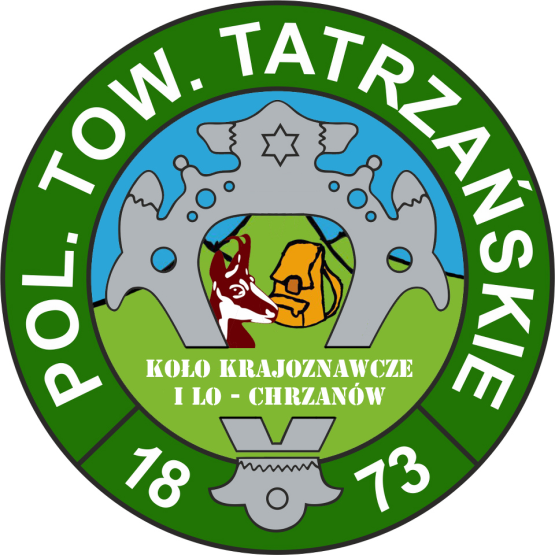 POL. TOW. TATRZAŃSKIE
KOŁO KRAJOZNAWCZE
I LO - CHRZANÓW
18 73